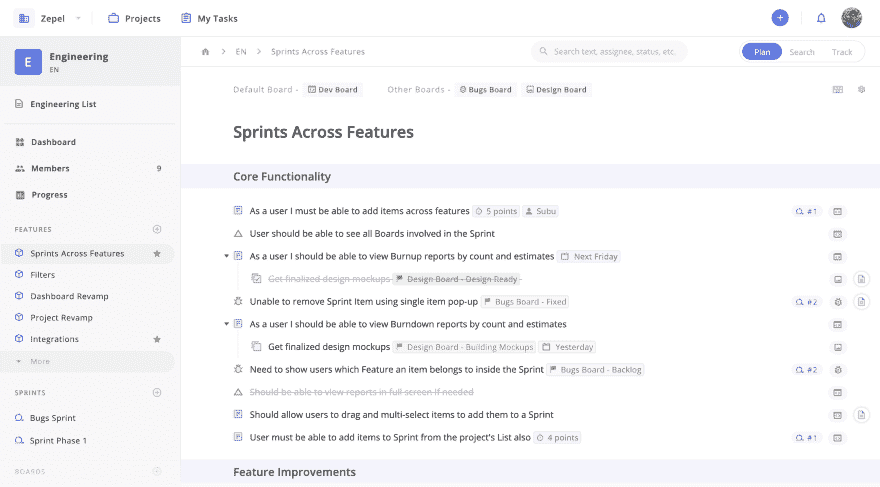 Zepel
Projects
My Tasks
E
Engineering
EN
EN
Sprints Across Features
Search text, assignee, status, etc.
Plan
Search
Track
Engineering List
Dashboard
Members 9
Progress
FEATURES
Sprints Across Features
Filters
Dashboard Revamp
Project Revamp
Integrations
More
SPRINTS
Bugs Sprint
Sprint Phase 1
BOARDS
Default Board - Dev Board Other Boards - Bugs Board Design Board
Sprints Across Features
Core Functionality
As a user I must be able to add items across features 5 points Subu #1
User should be able to see all Boards involved in the Sprint
As a user I should be able to view Burnup reports by count and estimates Next Friday
Get finalized design mockups Design Board - Design Ready
Unable to remove Sprint Item using single item pop-up Bugs Board - Fixed #2
As a user I should be able to view Burndown reports by count and estimates
Get finalized design mockups Design Board - Building Mockups Yesterday
Need to show users which Feature an item belongs to inside the Sprint Bugs Board - Backlog #2
Should be able to view reports in full screen if needed
Should allow users to drag and multi-select items to add them to a Sprint
User must be able to add items to Sprint from the project's List also 4 points #1
Feature Improvements